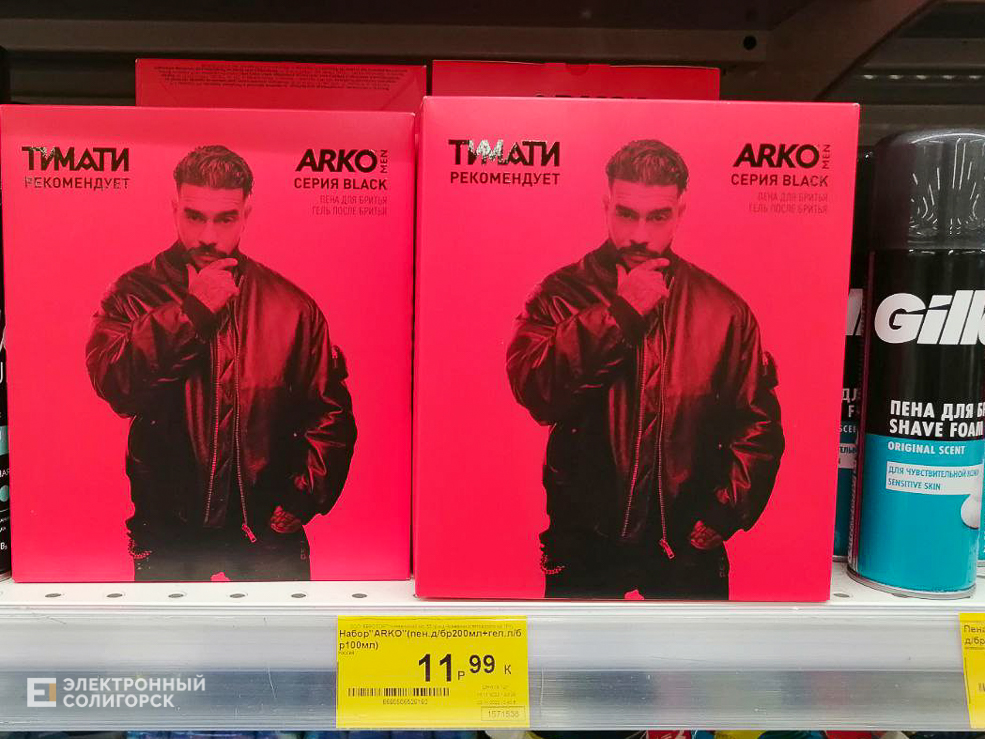 ТИМАТИ
РЕКОМЕНДУЕТ
ARKO MEN
СЕРИЯ BLACK
ПЕНА ДЛЯ БРИТЬЯ
ГЕЛЬ ПОСЛЕ БРИТЬЯ
ТИМАТИ
РЕКОМЕНДУЕТ
ARKO MEN
СЕРИЯ BLACK
ПЕНА ДЛЯ БРИТЬЯ
ГЕЛЬ ПОСЛЕ БРИТЬЯ
Gill
ПЕНА ДЛЯ
SHAVE FOAM
ORIGINAL SCENT
ДЛЯ ЧУВСТВИТЕЛЬНОЙ КОЖИ
SENSITIVE SKIN
Набор"ARKO"(пен.д/бр200мл+гел.п/б
р100мл)
11 Р 99 К
1571538
Пена
д/бр
ЭЛЕКТРОННЫЙ
СОЛИГОРСК